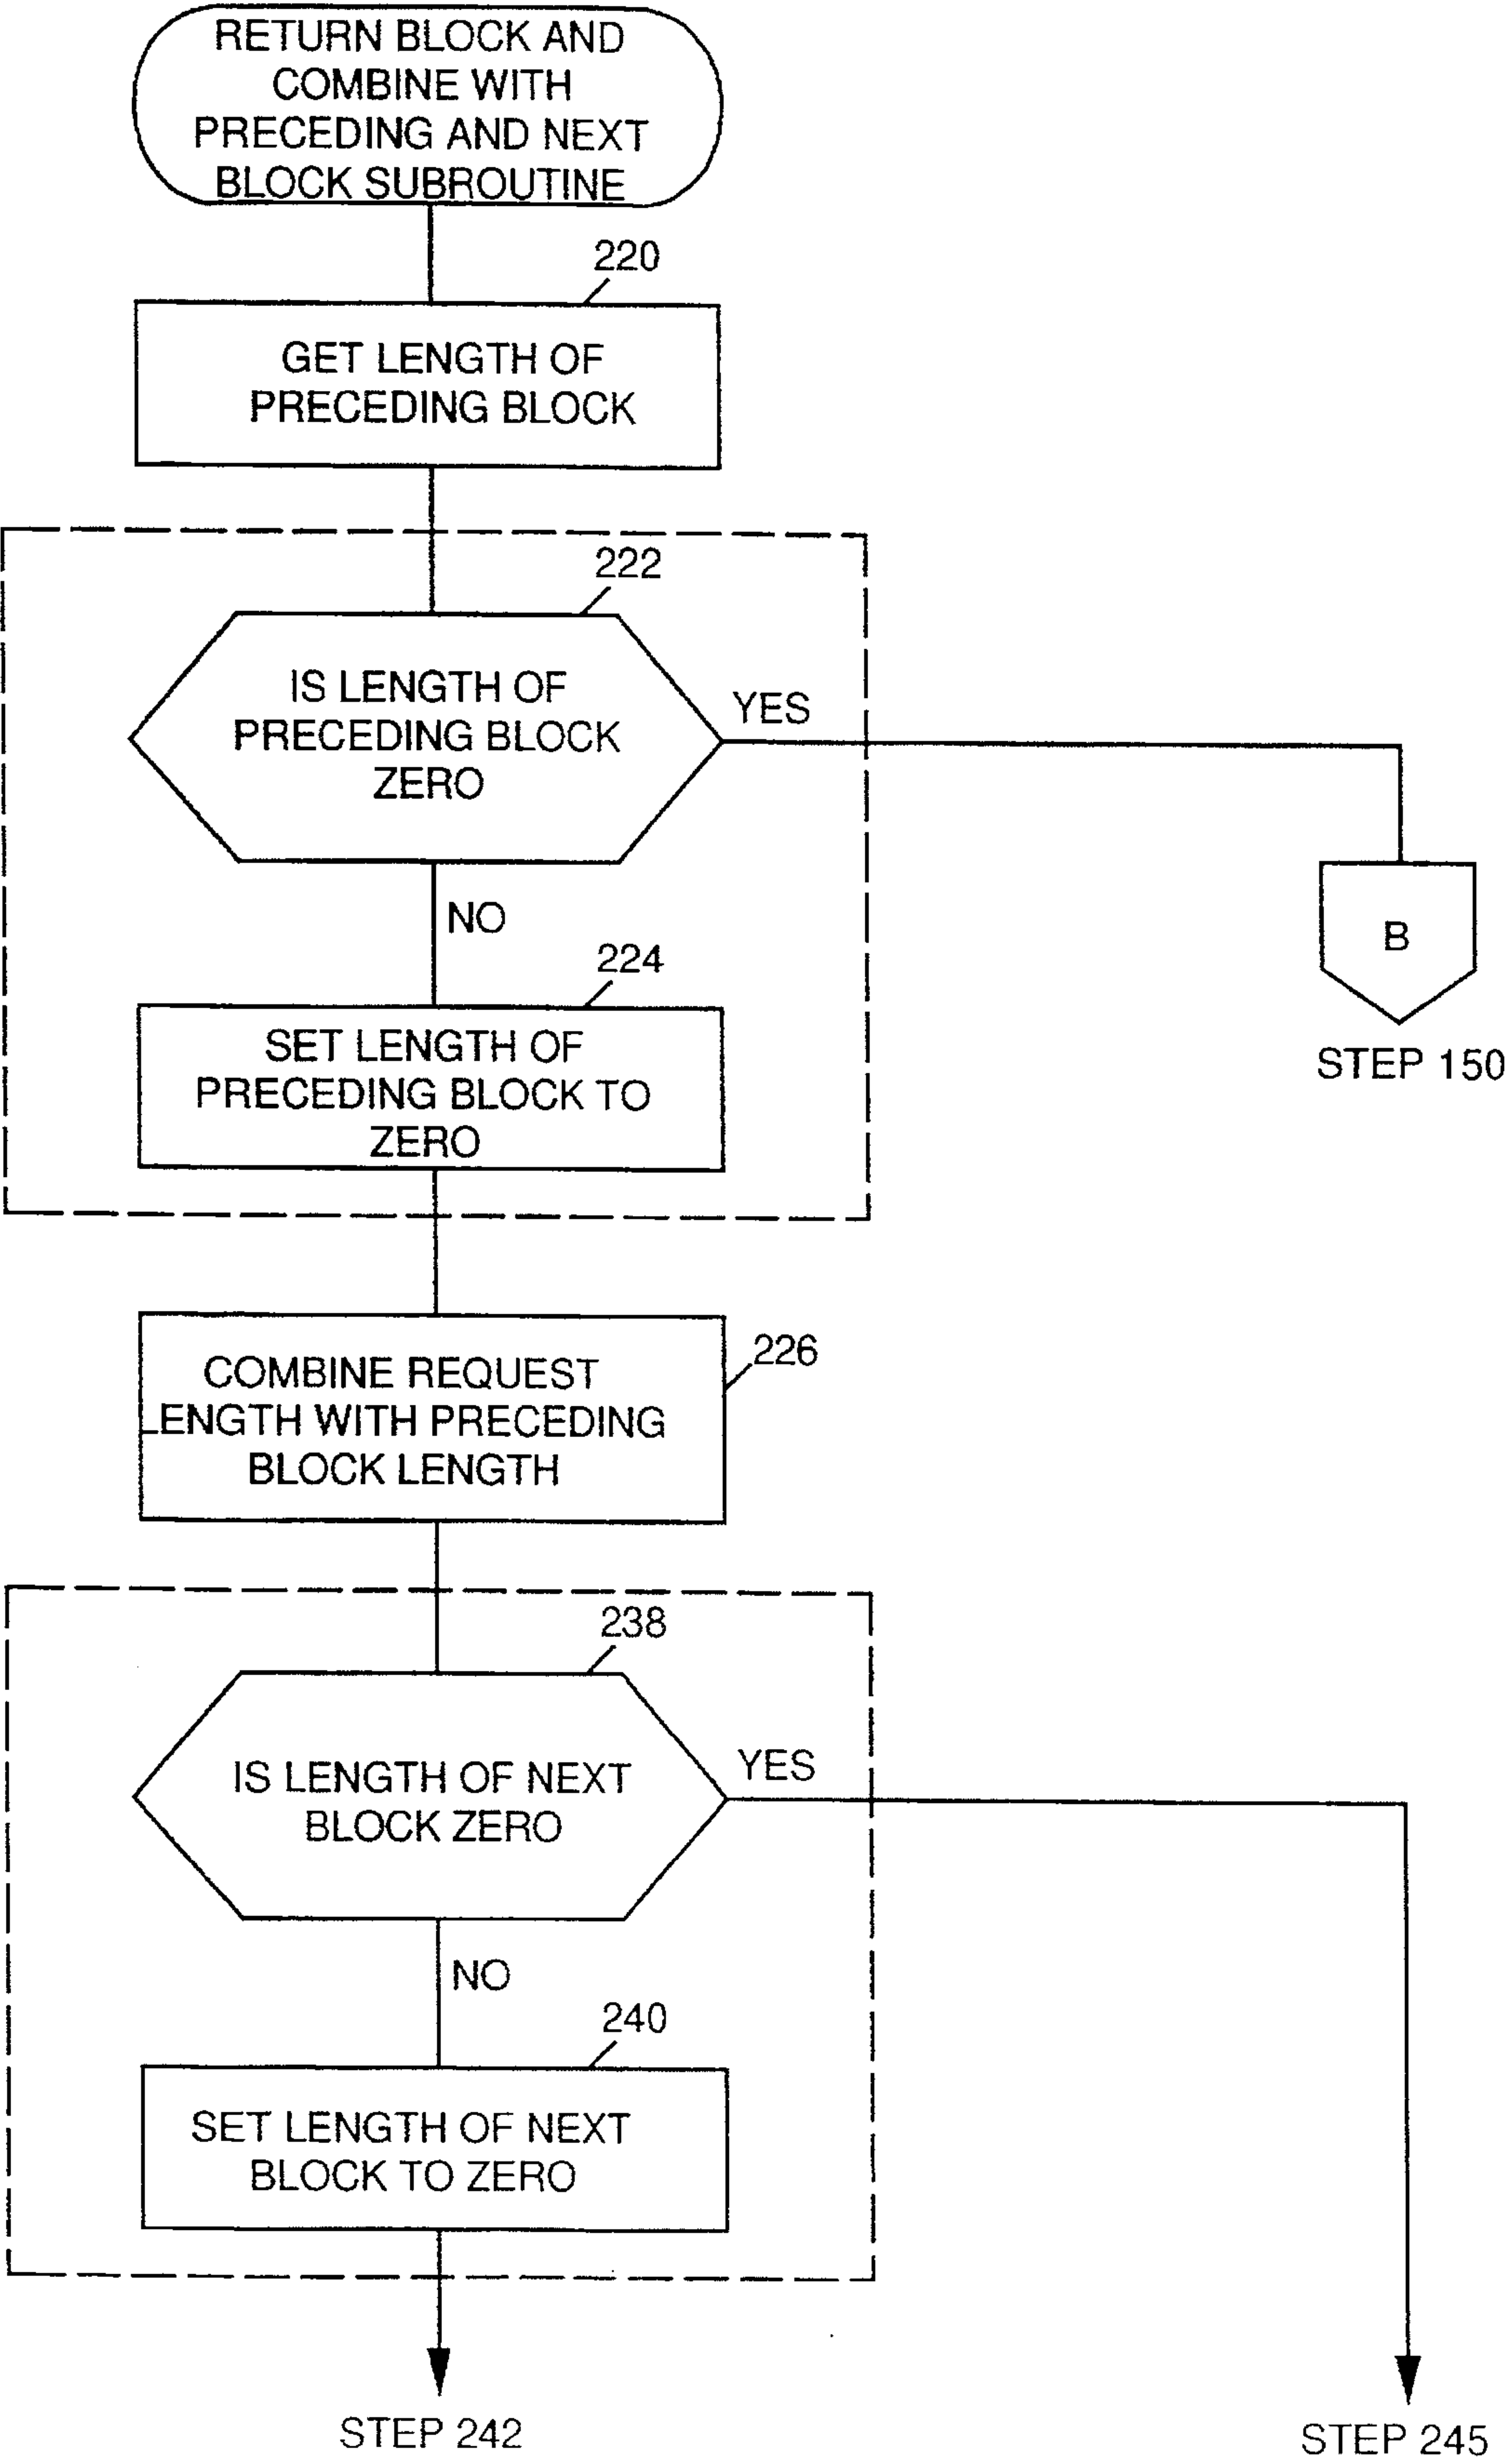 RETURN BLOCK AND
COMBINE WITH
PRECEDING AND NEXT
BLOCK SUBROUTINE
220
GET LENGTH OF
PRECEDING BLOCK
222
IS LENGTH OF
PRECEDING BLOCK
ZERO
YES
NO
B
STEP 150
224
SET LENGTH OF
PRECEDING BLOCK TO
ZERO
226
COMBINE REQUEST
LENGTH WITH PRECEDING
BLOCK LENGTH
238
IS LENGTH OF NEXT
BLOCK ZERO
YES
NO
240
SET LENGTH OF NEXT
BLOCK TO ZERO
STEP 242
STEP 245